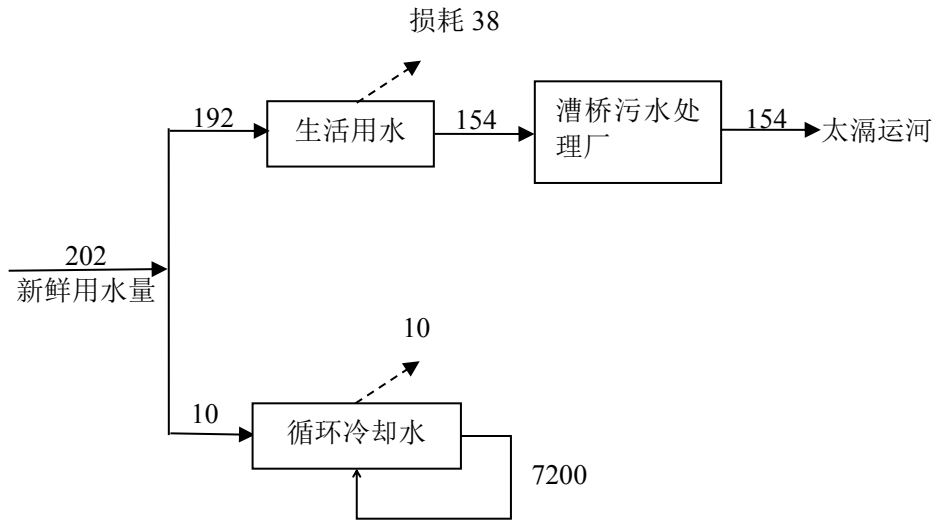 损耗 38
192
生活用水
154
漕桥污水处
理厂
154
太滆运河
202
新鲜用水量
10
10
循环冷却水
7200